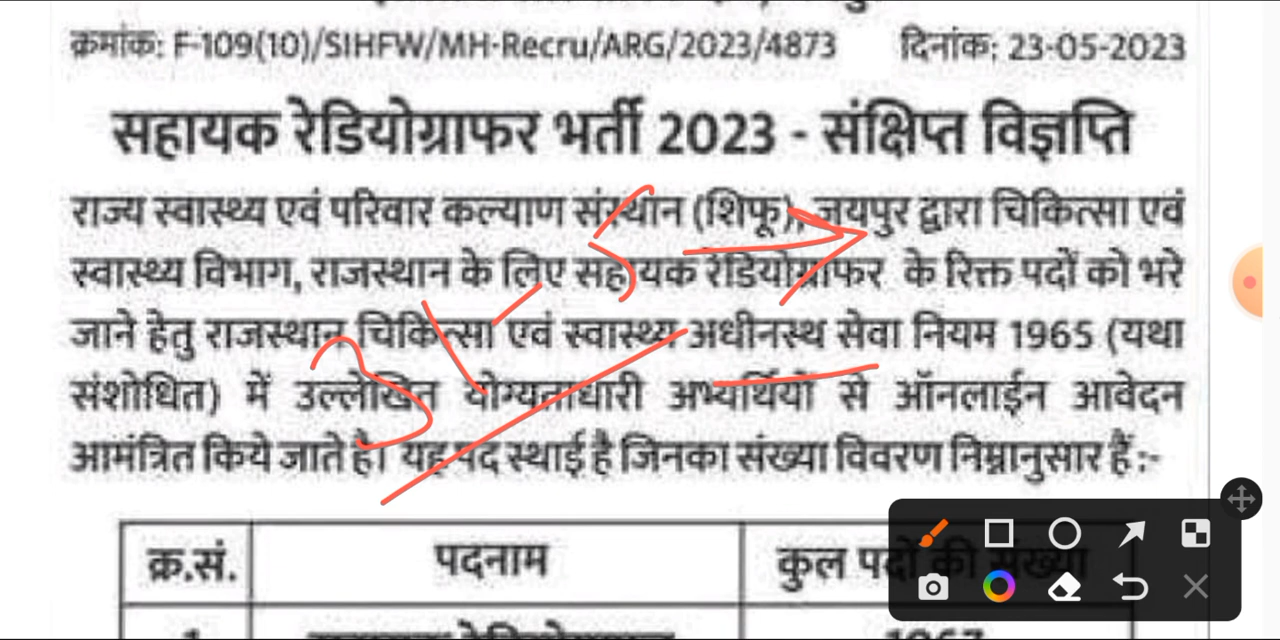 क्रमांक: F-109(10)/SIHFW/MH-Recru/ARG/2023/4873 दिनांक: 23-05-2023
सहायक रेडियोग्राफर भर्ती 2023 - संक्षिप्त विज्ञप्ति
राज्य स्वास्थ्य एवं परिवार कल्याण संस्थान (शिफू), जयपुर द्वारा चिकित्सा एवं
स्वास्थ्य विभाग, राजस्थान के लिए सहायक रेडियोग्राफर के रिक्त पदों को भरे
जाने हेतु राजस्थान चिकित्सा एवं स्वास्थ्य अधीनस्थ सेवा नियम 1965 (यथा
संशोधित) में उल्लेखित योग्यताधारी अभ्यर्थियों से ऑनलाईन आवेदन
आमंत्रित किये जाते है। यह पद स्थाई है जिनका संख्या विवरण निम्नानुसार हैं :-
क्र.सं. पदनाम कुल पदों की संख्या